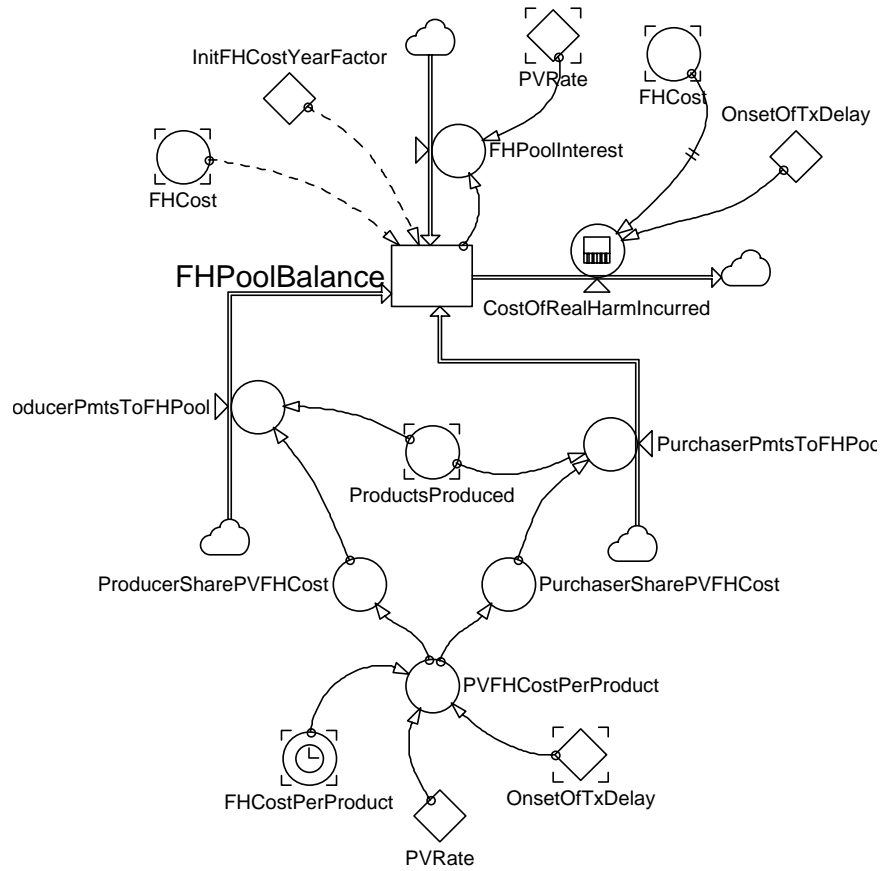 InitFHCostYearFactor
PVRate
FHCost
OnsetOfTxDelay
FHPoolInterest
FHCost
FHPoolBalance
CostOfRealHarmIncurred
oducerPmtsToFHPool
PurchaserPmtsToFHPoo
ProductsProduced
ProducerSharePVFHCost
PurchaserSharePVFHCost
PVFHCostPerProduct
FHCostPerProduct
OnsetOfTxDelay
PVRate